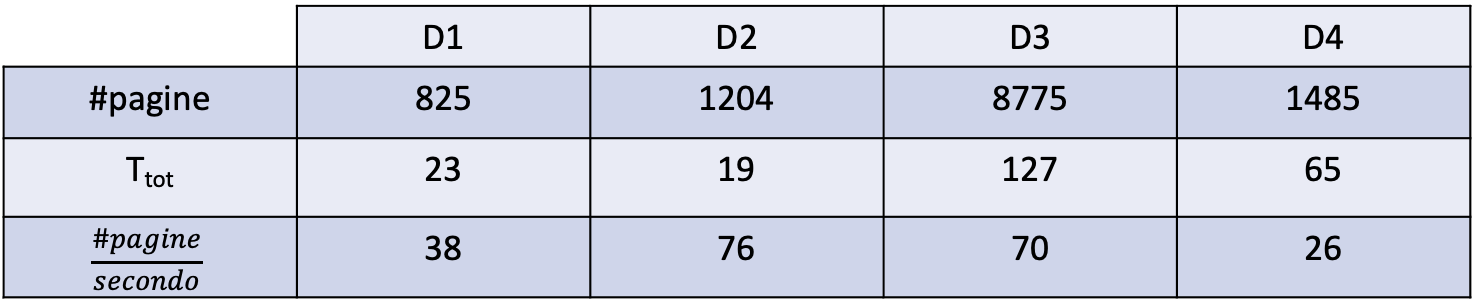 D1 D2 D3 D4
#pagine 825 1204 8775 1485
Ttot 23 19 127 65
#pagine/secondo 38 76 70 26